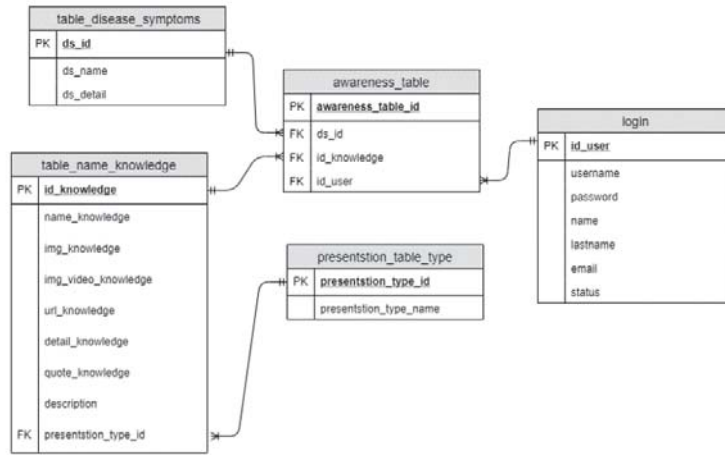 table_disease_symptoms
PK ds_id
ds_name
ds_detail
awareness_table
PK awareness_table_id
FK ds_id
FK id_knowledge
FK id_user
login
PK id_user
username
password
name
lastname
email
status
table_name_knowledge
PK id_knowledge
name_knowledge
img_knowledge
img_video_knowledge
url_knowledge
detail_knowledge
quote_knowledge
description
FK presentstion_type_id
presentstion_table_type
PK presentstion_type_id
presentstion_type_name